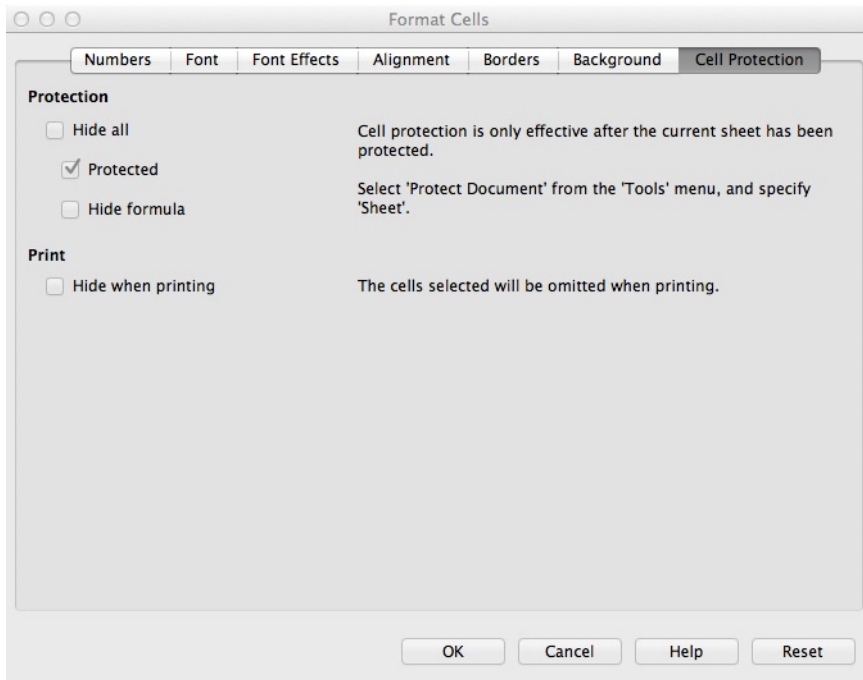 Format Cells
Numbers Font Font Effects Alignment Borders Background Cell Protection
Protection
Hide all
Cell protection is only effective after the current sheet has been
protected.
Protected
Select 'Protect Document' from the 'Tools' menu, and specify
'Sheet'.
Hide formula
Print
Hide when printing
The cells selected will be omitted when printing.
OK Cancel Help Reset